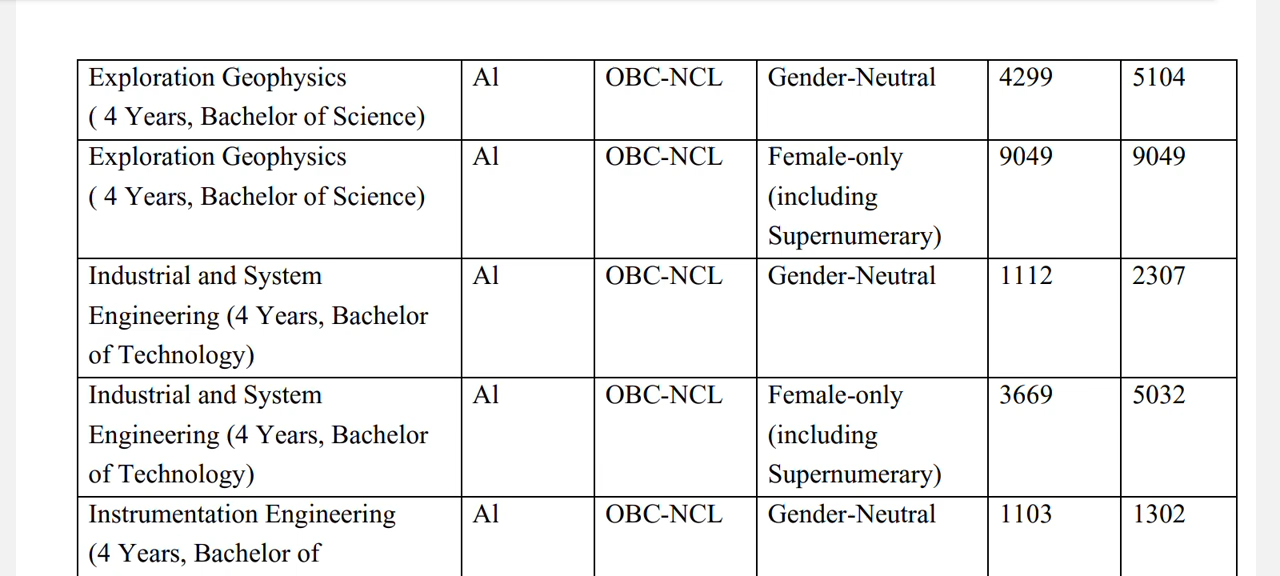 Exploration Geophysics AI OBC-NCL Gender-Neutral 4299 5104
( 4 Years, Bachelor of Science)
Exploration Geophysics AI OBC-NCL Female-only 9049 9049
( 4 Years, Bachelor of Science) (including
Supernumerary)
Industrial and System AI OBC-NCL Gender-Neutral 1112 2307
Engineering (4 Years, Bachelor
of Technology)
Industrial and System AI OBC-NCL Female-only 3669 5032
Engineering (4 Years, Bachelor (including
of Technology) Supernumerary)
Instrumentation Engineering AI OBC-NCL Gender-Neutral 1103 1302
(4 Years, Bachelor of